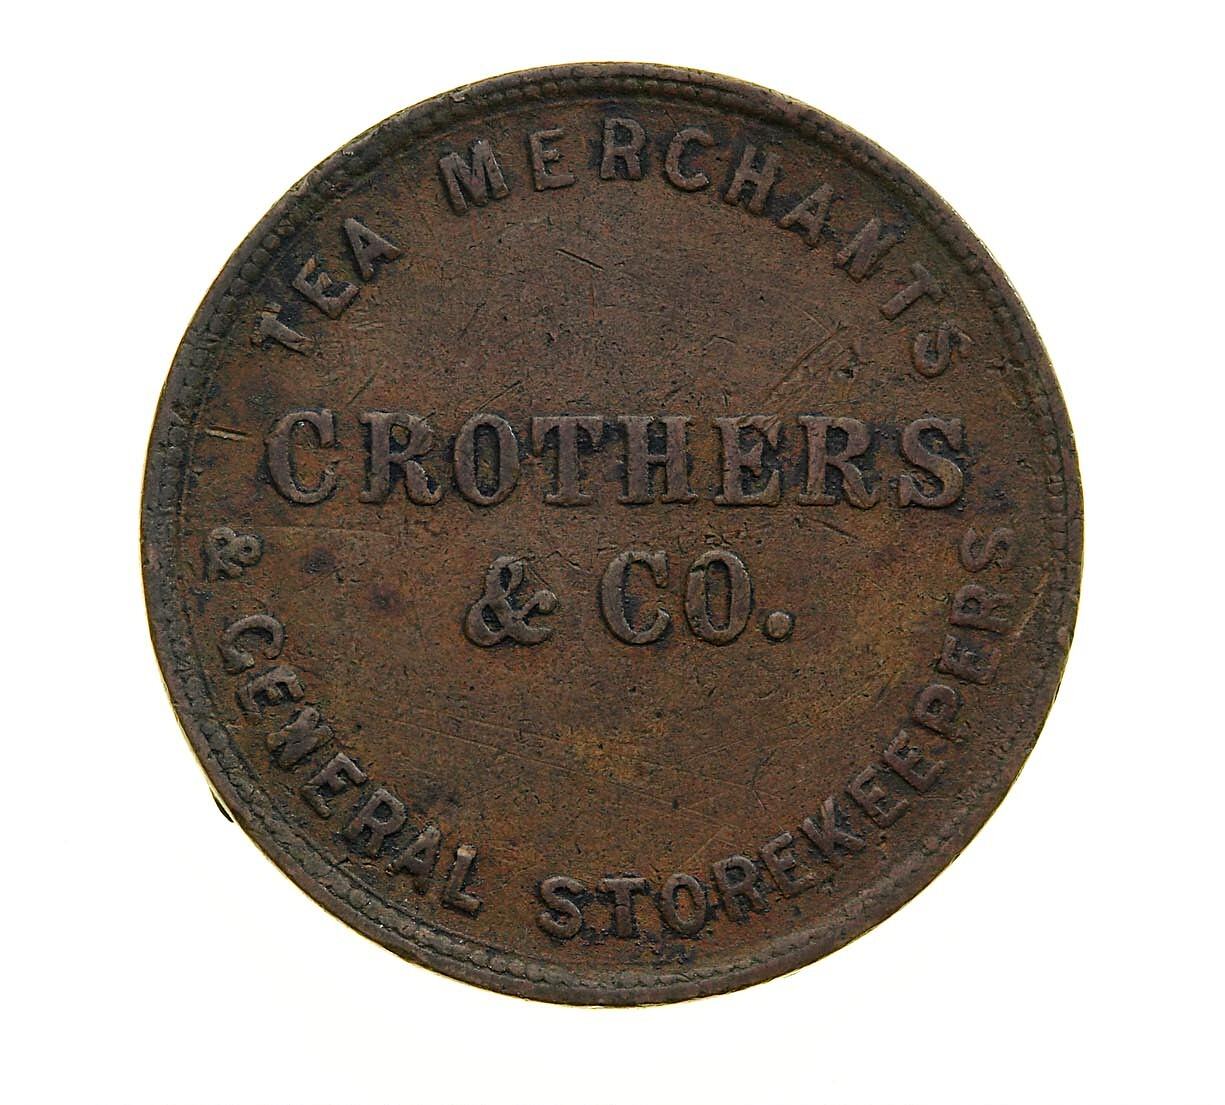 TEA MERCHANTS
CROTHERS
& CO.
& GENERAL STOREKEEPERS